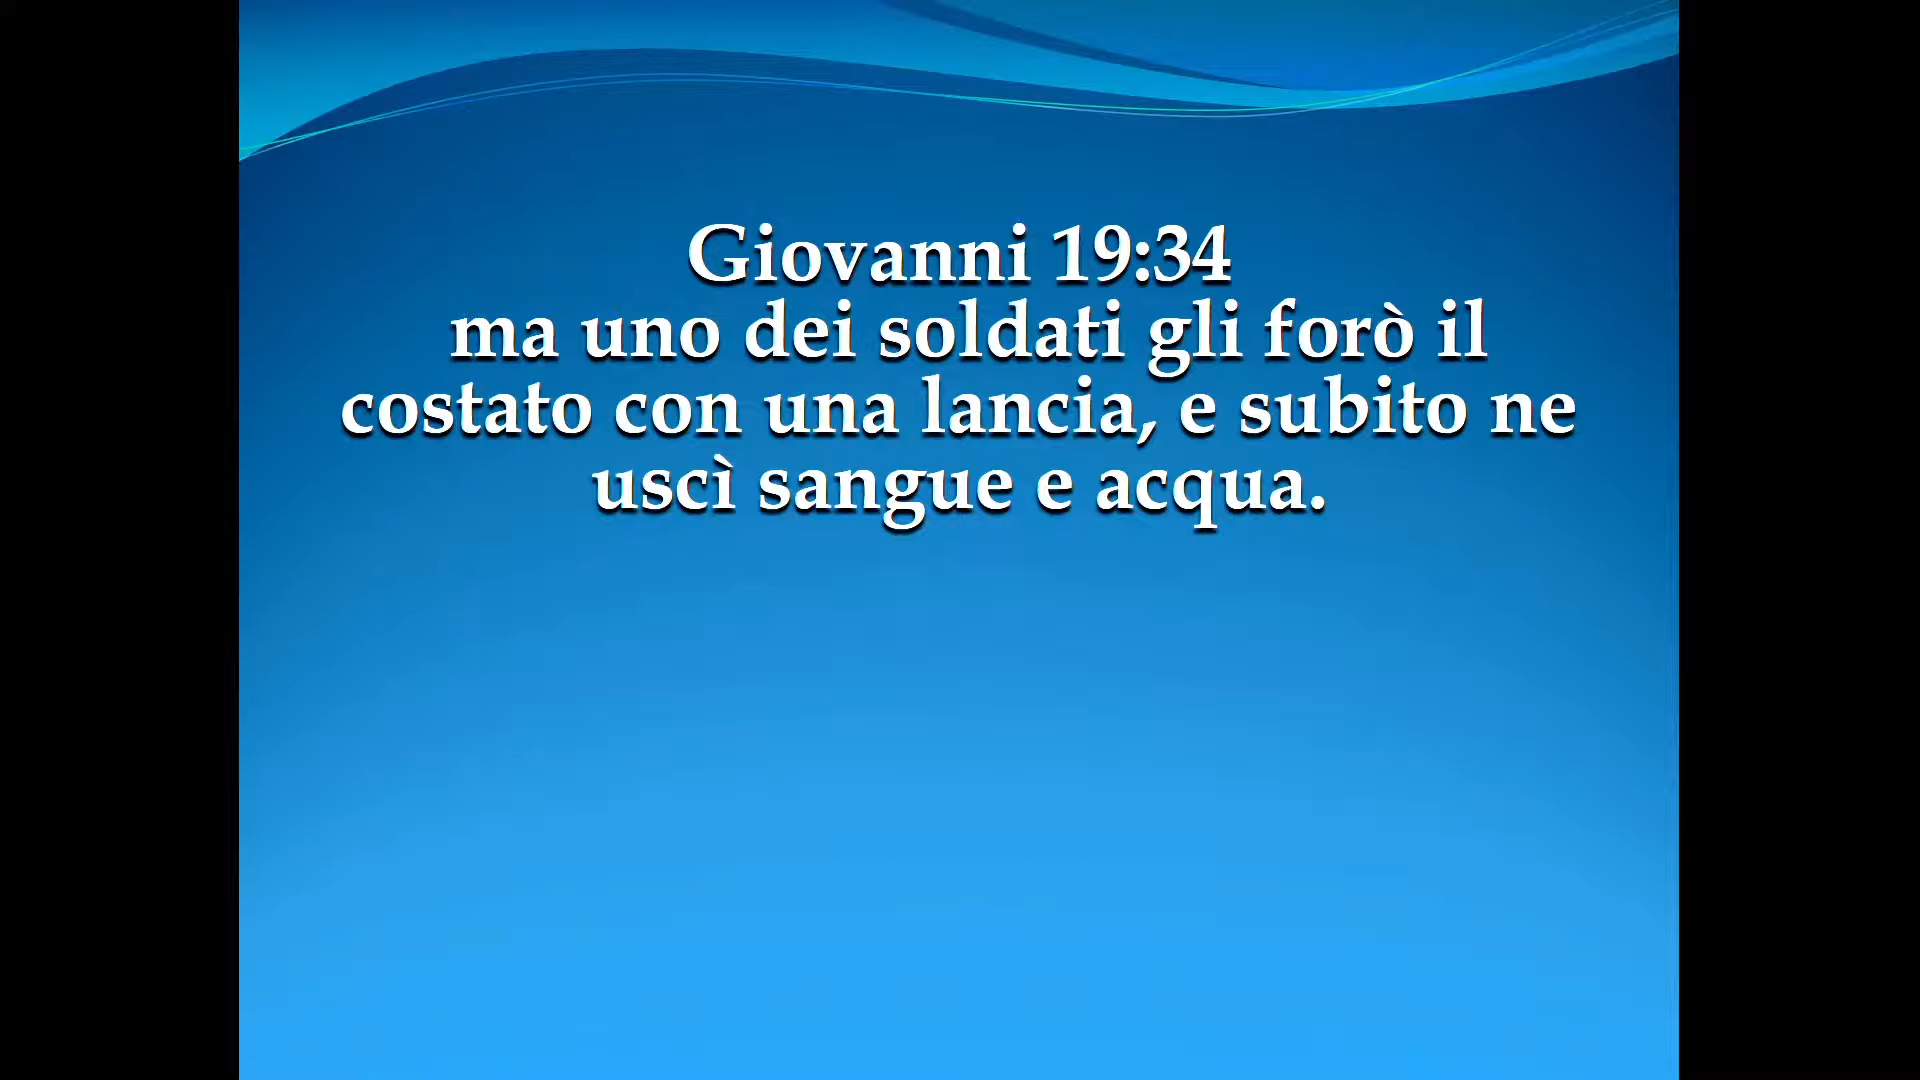 Giovanni 19:34
ma uno dei soldati gli forò il
costato con una lancia, e subito ne
uscì sangue e acqua.